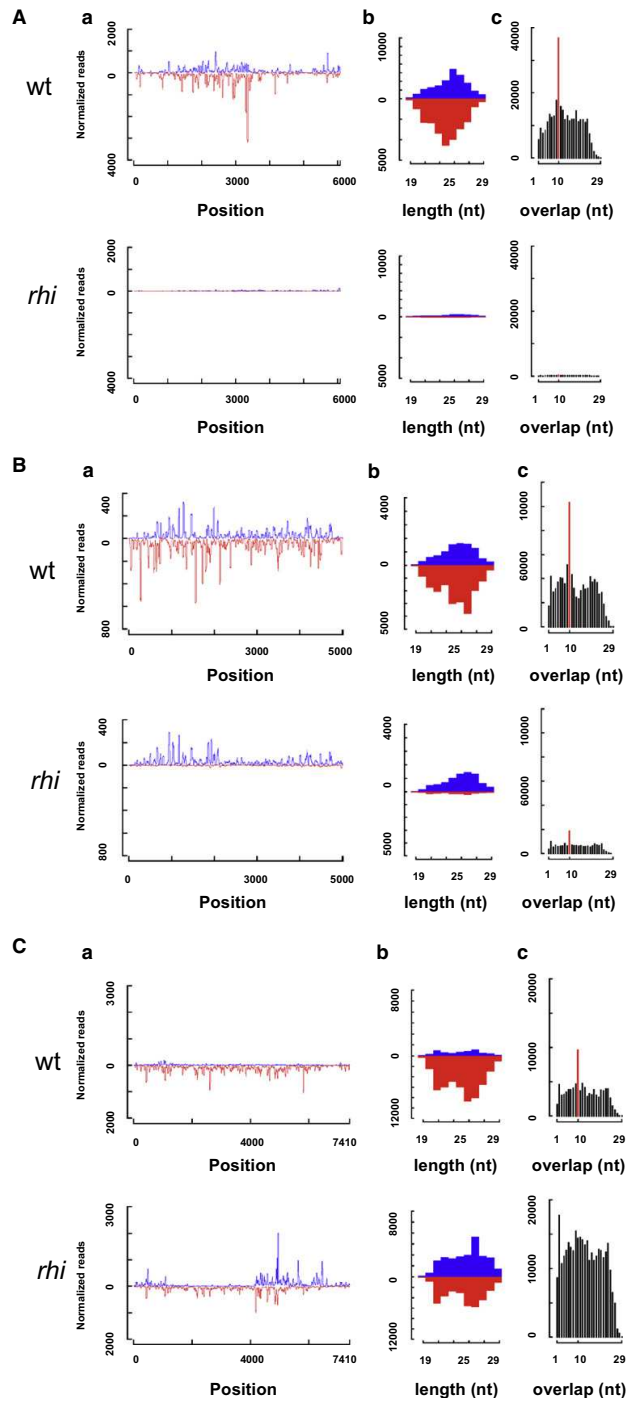 A a b c
wt
Normalized reads
2000
0
4000
0 3000 6000
Position
10000
0
5000
19 25 29
length (nt)
40000
20000
0
1 10 29
overlap (nt)
rhi
Normalized reads
2000
0
4000
0 3000 6000
Position
10000
0
5000
19 25 29
length (nt)
40000
20000
0
1 10 29
overlap (nt)
B a b c
wt
Normalized reads
400
0
800
0 3000 5000
Position
4000
0
5000
19 25 29
length (nt)
10000
60000
0
1 10 29
overlap (nt)
rhi
Normalized reads
400
0
800
0 3000 5000
Position
4000
0
5000
19 25 29
length (nt)
10000
60000
0
1 10 29
overlap (nt)
C a b c
wt
Normalized reads
3000
0
2000
0 4000 7410
Position
8000
0
12000
19 25 29
length (nt)
20000
10000
0
1 10 29
overlap (nt)
rhi
Normalized reads
3000
0
2000
0 4000 7410
Position
8000
0
12000
19 25 29
length (nt)
20000
10000
0
1 10 29
overlap (nt)